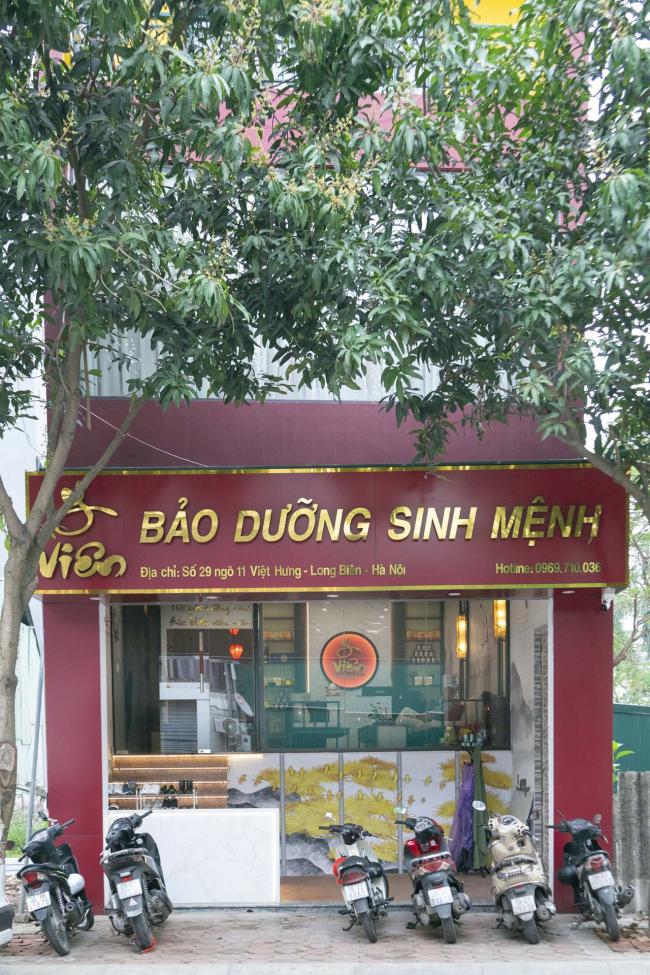 BẢO DƯỠNG SINH MỆNH
Viên
Địa chỉ: Số 29 ngõ 11 Việt Hưng - Long Biên - Hà Nội
Hotline: 0969.710.036
Viên